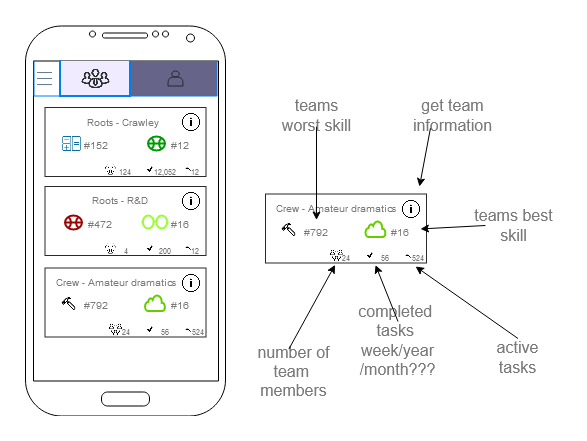 Roots - Crawley
#152
#12
124
12,052
12
Roots - R&D
#472
#16
4
200
12
Crew - Amateur dramatics
#792
#16
24
56
524
teams
worst skill
get team
information
Crew - Amateur dramatics
#792
#16
24
56
524
teams best
skill
number of
team
members
completed
tasks
week/year
/month???
active
tasks